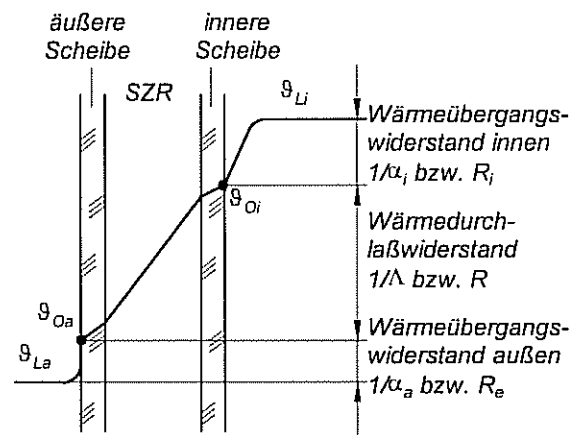 äußere
Scheibe
innere
Scheibe
SZR
ϑLi
Wärmeübergangs-
widerstand innen
1/αi bzw. Ri
ϑOi
Wärmedurch-
laßwiderstand
1/Λ bzw. R
ϑOa
ϑLa
Wärmeübergangs-
widerstand außen
1/αa bzw. Re